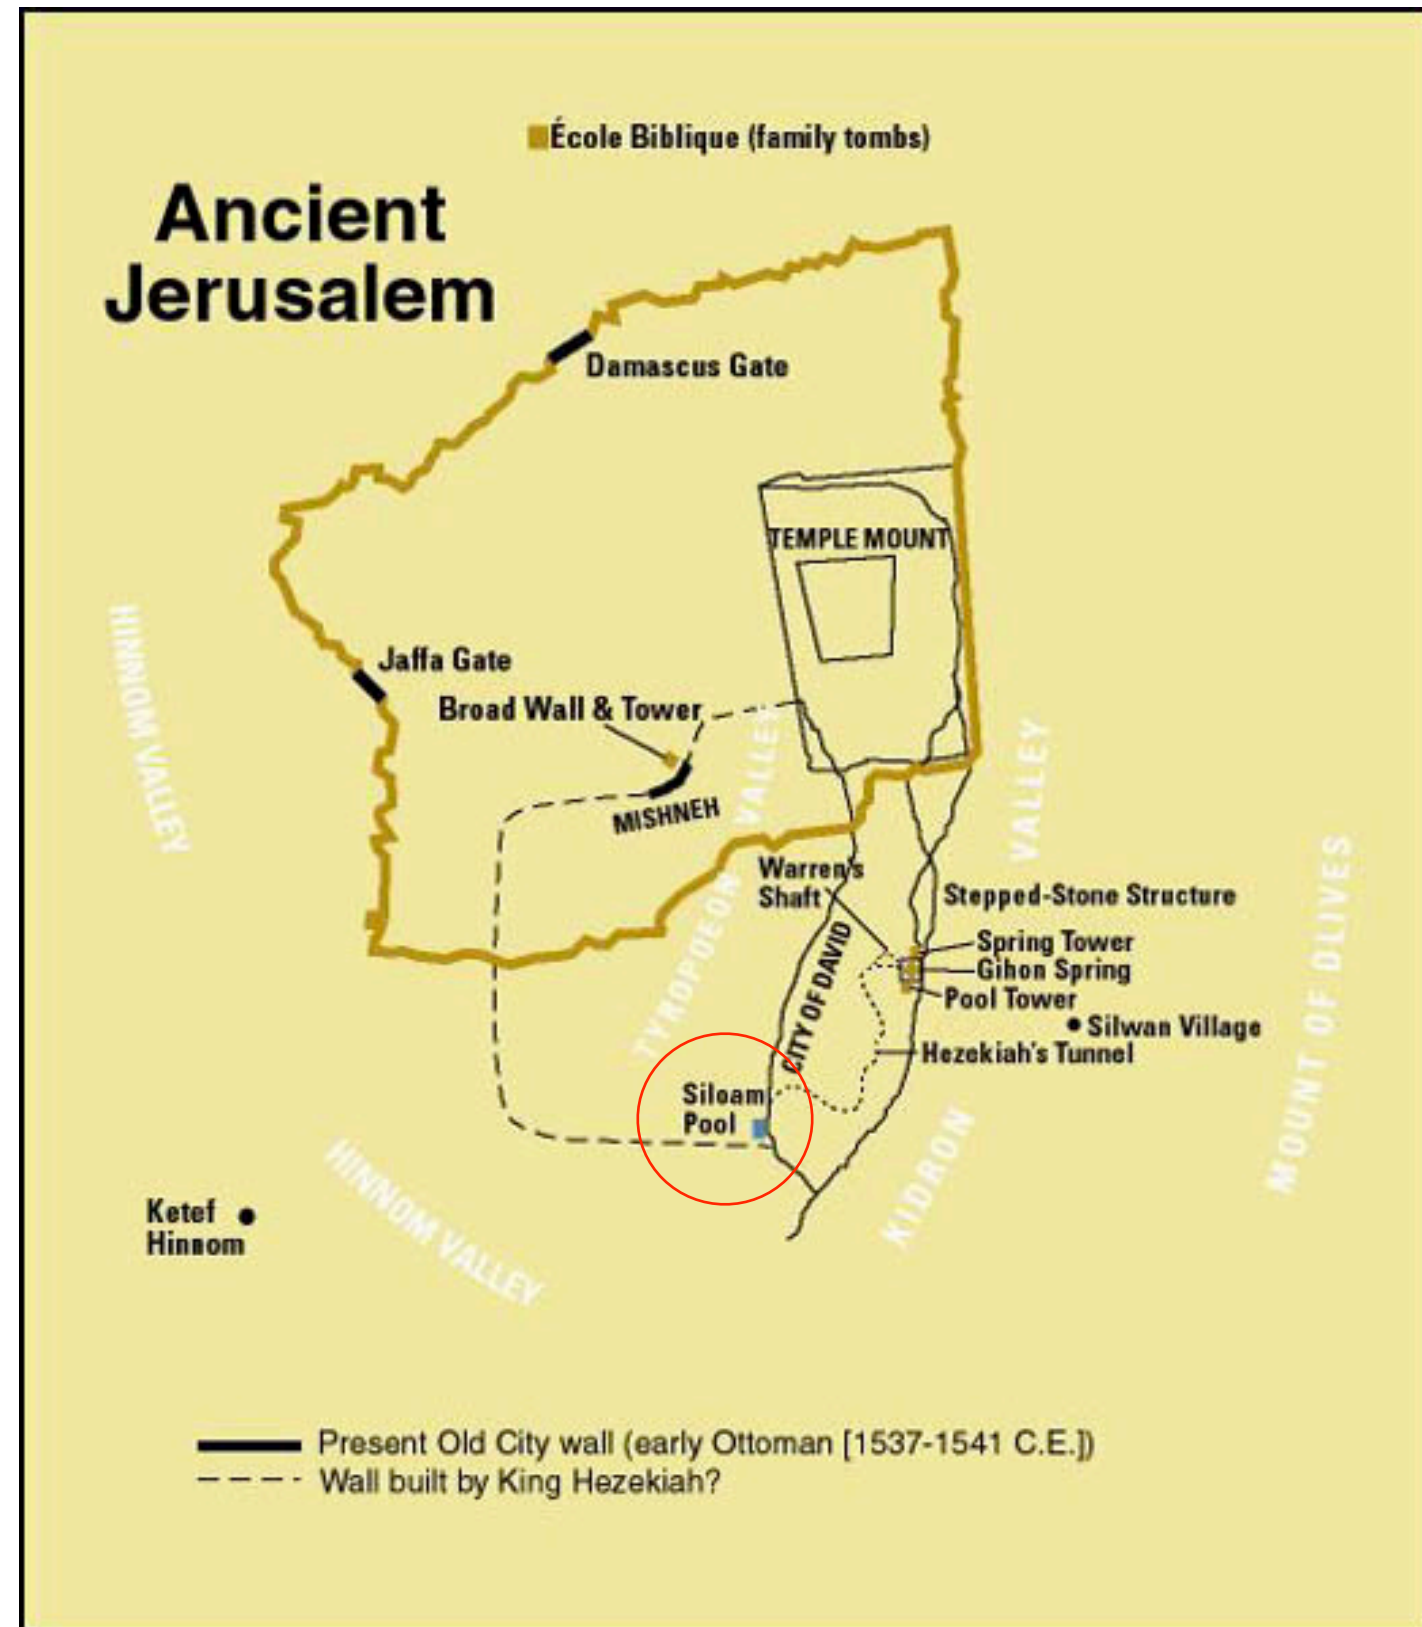 École Biblique (family tombs)
Ancient
Jerusalem
Damascus Gate
TEMPLE MOUNT
HINNOM VALLEY
Jaffa Gate
Broad Wall & Tower
MISHNEH
TYROPOEON VALLEY
KIDRON VALLEY
MOUNT OF OLIVES
Warren's
Shaft
Stepped-Stone Structure
CITY OF DAVID
Spring Tower
Gihon Spring
Pool Tower
Silwan Village
Hezekiah's Tunnel
Siloam
Pool
HINNOM VALLEY
Ketef
Hinnom
Present Old City wall (early Ottoman [1537-1541 C.E.])
Wall built by King Hezekiah?